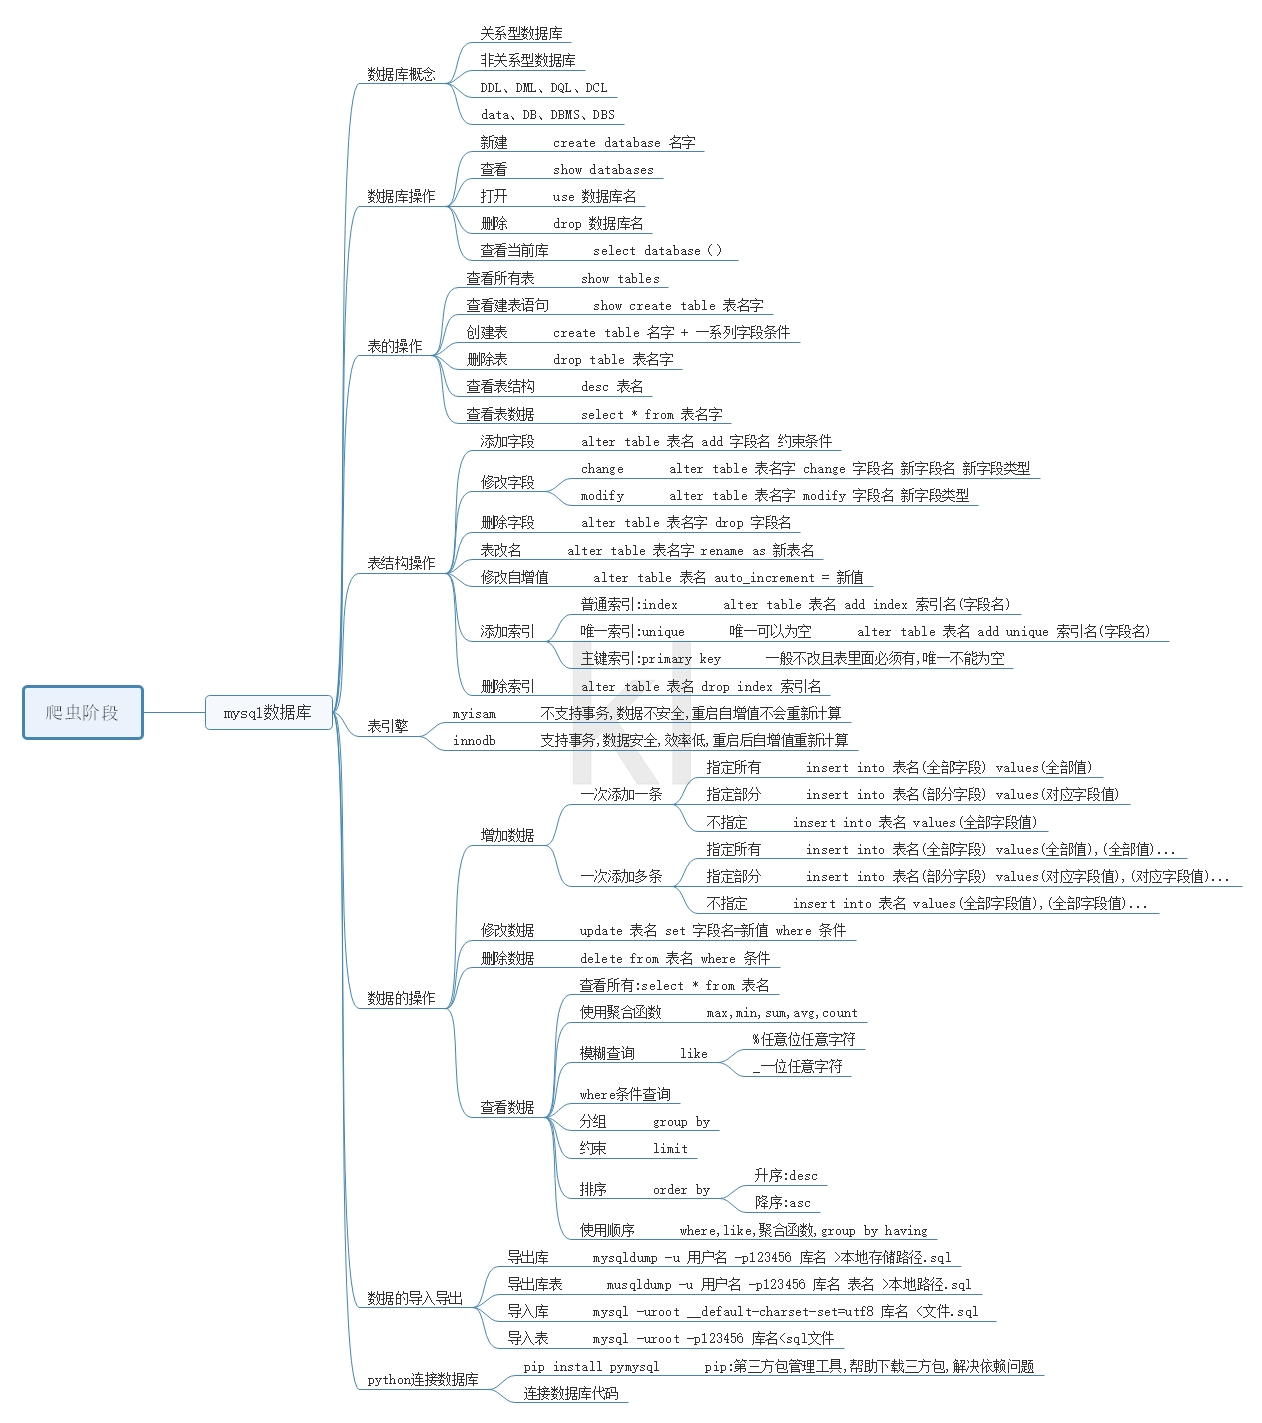 爬虫阶段
mysql数据库
数据库概念
关系型数据库
非关系型数据库
DDL、DML、DQL、DCL
data、DB、DBMS、DBS
数据库操作
新建 create database 名字
查看 show databases
打开 use 数据库名
删除 drop 数据库名
查看当前库 select database（）
表的操作
查看所有表 show tables
查看建表语句 show create table 表名字
创建表 create table 名字 + 一系列字段条件
删除表 drop table 表名字
查看表结构 desc 表名
查看表数据 select * from 表名字
表结构操作
添加字段 alter table 表名 add 字段名 约束条件
修改字段
change alter table 表名字 change 字段名 新字段名 新字段类型
modify alter table 表名字 modify 字段名 新字段类型
删除字段 alter table 表名字 drop 字段名
表改名 alter table 表名字 rename as 新表名
修改自增值 alter table 表名 auto_increment = 新值
添加索引
普通索引:index alter table 表名 add index 索引名(字段名)
唯一索引:unique 唯一可以为空 alter table 表名 add unique 索引名(字段名)
主键索引:primary key 一般不改且表里面必须有,唯一不能为空
删除索引 alter table 表名 drop index 索引名
表引擎
myisam 不支持事务,数据不安全,重启自增值不会重新计算
innodb 支持事务,数据安全,效率低,重启后自增值重新计算
数据的操作
增加数据
一次添加一条
指定所有 insert into 表名(全部字段) values(全部值)
指定部分 insert into 表名(部分字段) values(对应字段值)
不指定 insert into 表名 values(全部字段值)
一次添加多条
指定所有 insert into 表名(全部字段) values(全部值),(全部值)...
指定部分 insert into 表名(部分字段) values(对应字段值),(对应字段值)...
不指定 insert into 表名 values(全部字段值),(全部字段值)...
修改数据 update 表名 set 字段名=新值 where 条件
删除数据 delete from 表名 where 条件
查看数据
查看所有:select * from 表名
使用聚合函数 max,min,sum,avg,count
模糊查询 like
%任意位任意字符
_一位任意字符
where条件查询
分组 group by
约束 limit
排序 order by
升序:desc
降序:asc
使用顺序 where,like,聚合函数,group by having
数据的导入导出
导出库 mysqldump -u 用户名 -p123456 库名 >本地存储路径.sql
导出库表 musqldump -u 用户名 -p123456 库名 表名 >本地路径.sql
导入库 mysql -uroot __default-charset-set=utf8 库名 <文件.sql
导入表 mysql -uroot -p123456 库名<sql文件
python连接数据库
pip install pymysql pip:第三方包管理工具,帮助下载三方包,解决依赖问题
连接数据库代码
kl